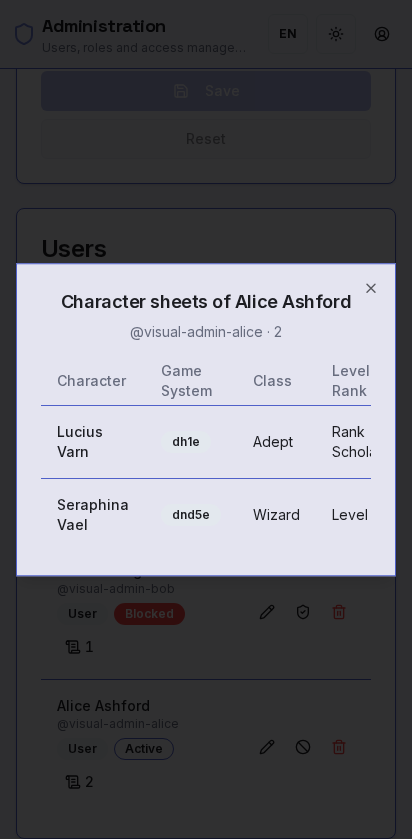 Administration
Users, roles and access manage...
EN
Save
Reset
Users
Character sheets of Alice Ashford
@visual-admin-alice · 2
Character
Game
System
Class
Level
Rank
Lucius
Varn
dh1e
Adept
Rank
Seraphina
Vael
dnd5e
Wizard
Level
@visual-admin-bob
User
Blocked
1
Alice Ashford
@visual-admin-alice
User
Active
2